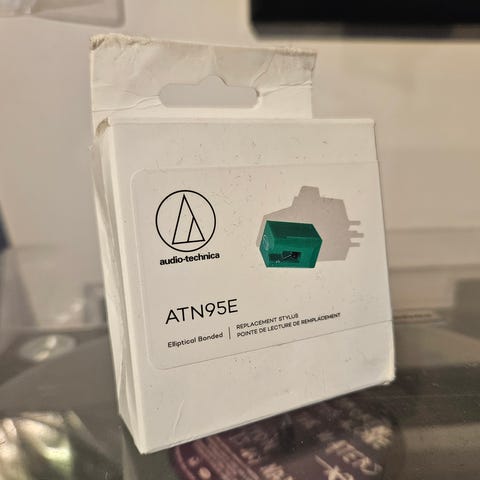 audio-technica
ATN95E
Elliptical Bonded
REPLACEMENT STYLUS
POINTE DE LECTURE DE REMPLACEMENT